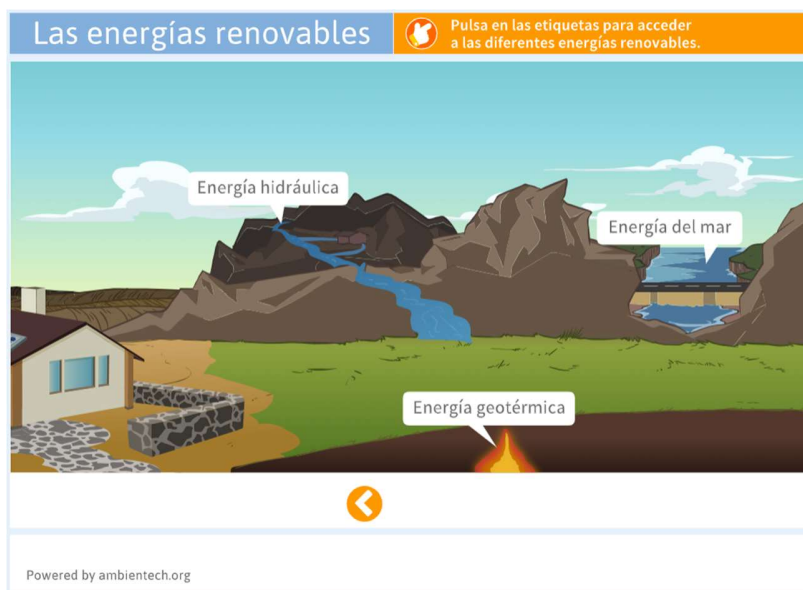 Las energías renovables
Pulsa en las etiquetas para acceder
a las diferentes energías renovables.
Energía hidráulica
Energía del mar
Energía geotérmica
Powered by ambientech.org